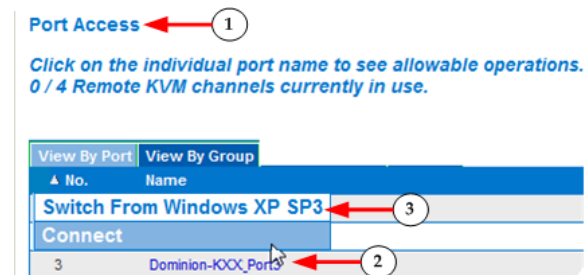 Port Access 1
Click on the individual port name to see allowable operations.
0 / 4 Remote KVM channels currently in use.
View By Port View By Group
▲ No. Name
Switch From Windows XP SP3 3
Connect
3 Dominion-KXX_Port3 2